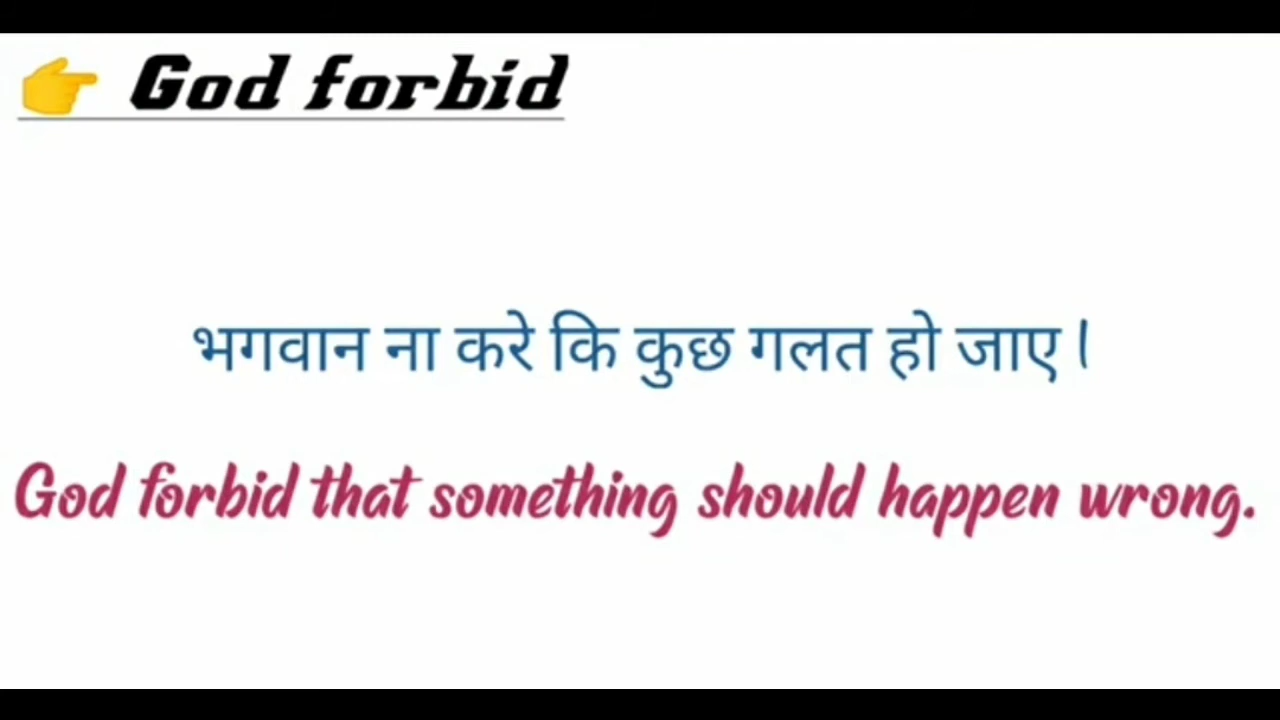 👉 God forbid
भगवान ना करे कि कुछ गलत हो जाए।
God forbid that something should happen wrong.